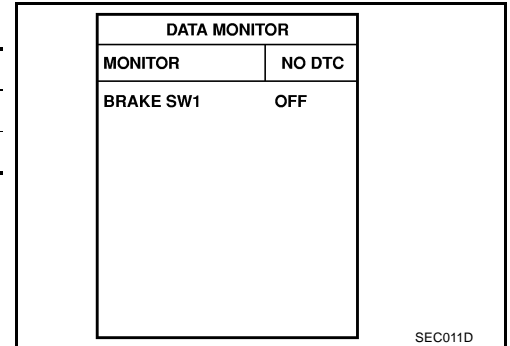 DATA MONITOR
MONITOR NO DTC
BRAKE SW1 OFF
SEC011D